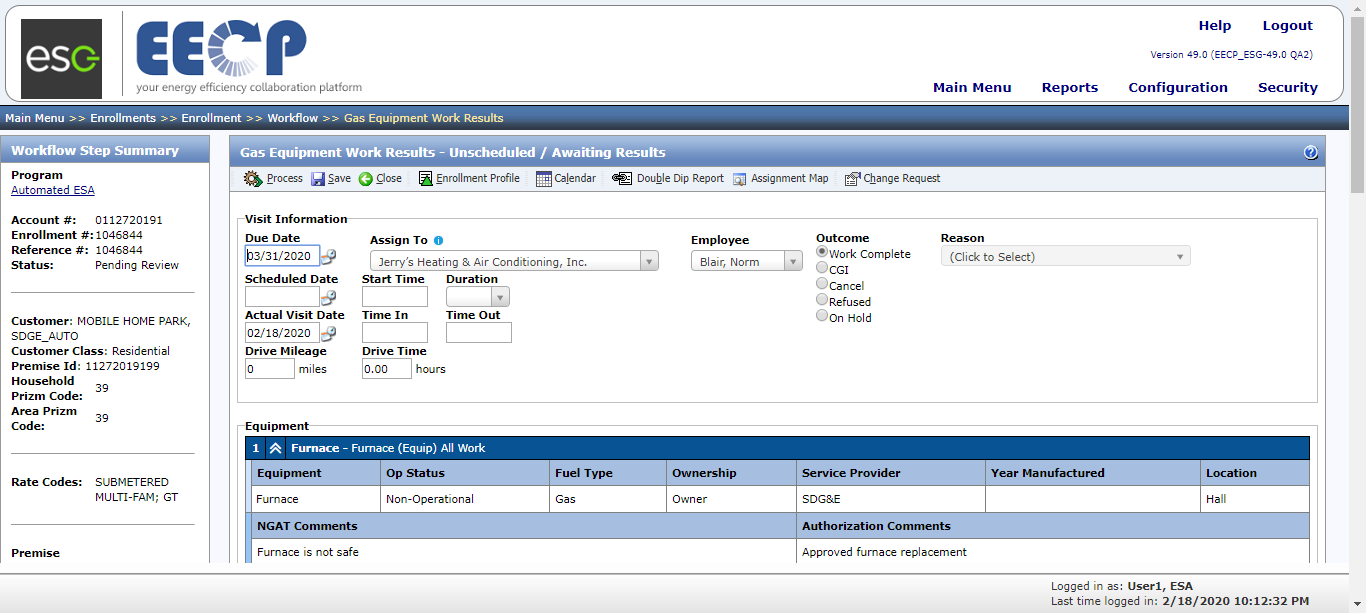 esc
EECP
your energy efficiency collaboration platform
Help Logout
Version 49.0 (EECP_ESG-49.0 QA2)
Main Menu Reports Configuration Security
Main Menu >> Enrollments >> Enrollment >> Workflow >> Gas Equipment Work Results
Workflow Step Summary
Program
Automated ESA
Account #: 0112720191
Enrollment #: 1046844
Reference #: 1046844
Status: Pending Review
Customer: MOBILE HOME PARK,
SDGE_AUTO
Customer Class: Residential
Premise Id: 11272019199
Household
Prizm Code: 39
Area Prizm
Code: 39
Rate Codes: SUBMETERED
MULTI-FAM; GT
Premise
Gas Equipment Work Results - Unscheduled / Awaiting Results
Process Save Close Enrollment Profile Calendar Double Dip Report Assignment Map Change Request
Visit Information
Due Date Assign To Employee Outcome Reason
03/31/2020 Jerry's Heating & Air Conditioning, Inc. Blair, Norm Work Complete (Click to Select)
CGI
Scheduled Date Start Time Duration Cancel
Refused
Actual Visit Date Time In Time Out On Hold
02/18/2020
Drive Mileage Drive Time
0 miles 0.00 hours
Equipment
1 Furnace - Furnace (Equip) All Work
Equipment Op Status Fuel Type Ownership Service Provider Year Manufactured Location
Furnace Non-Operational Gas Owner SDG&E Hall
NGAT Comments Authorization Comments
Furnace is not safe Approved furnace replacement
Logged in as: User1, ESA
Last time logged in: 2/18/2020 10:12:32 PM